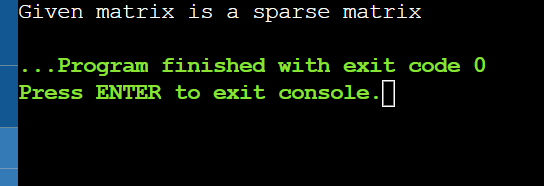 Given matrix is a sparse matrix
...Program finished with exit code 0
Press ENTER to exit console.